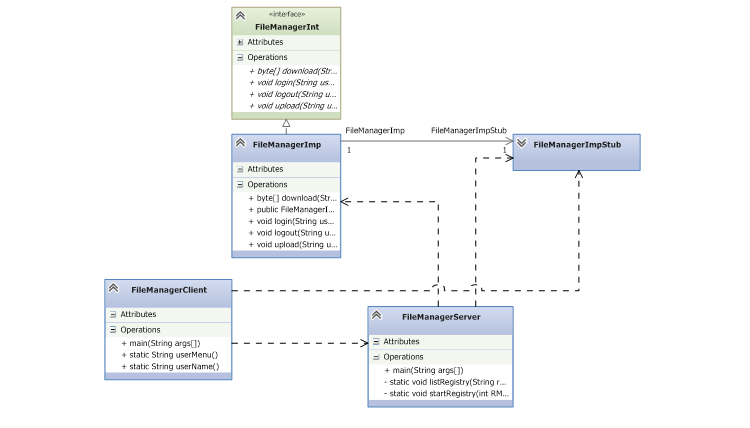 «interface»
FileManagerInt
Attributes
Operations
+ byte[] download(Str...
+ void login(String us...
+ void logout(String u...
+ void upload(String u...
FileManagerImp
FileManagerImpStub
1
1
FileManagerImp
Attributes
Operations
+ byte[] download(Str...
+ public FileManagerI...
+ void login(String us...
+ void logout(String u...
+ void upload(String u...
FileManagerImpStub
FileManagerClient
Attributes
Operations
+ main(String args[])
+ static String userMenu()
+ static String userName()
FileManagerServer
Attributes
Operations
+ main(String args[])
- static void listRegistry(String r...
- static void startRegistry(int RM...